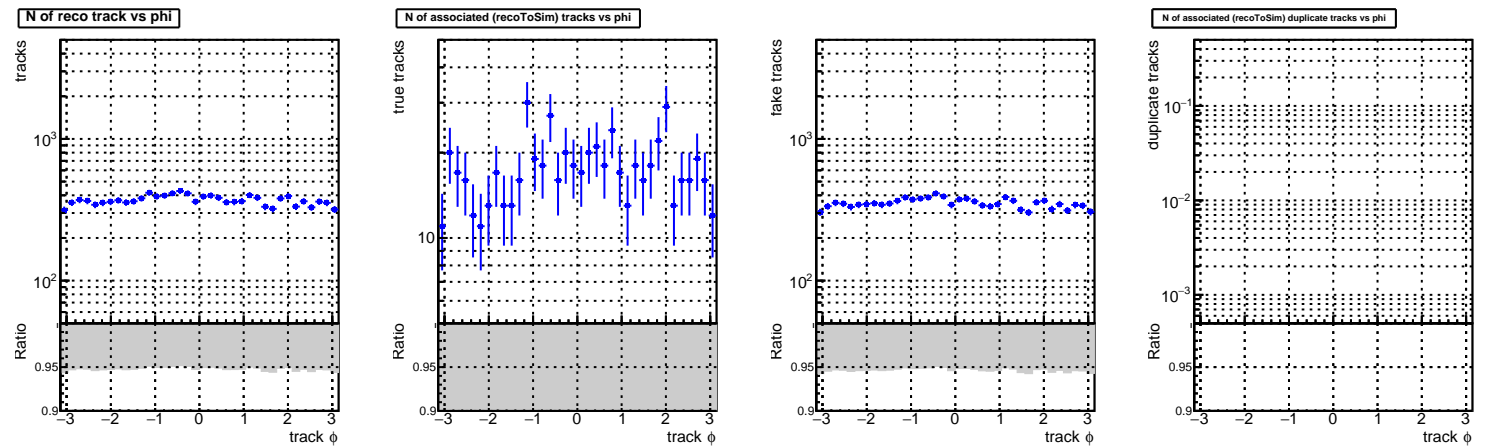 N of reco track vs phi
tracks
10³
10²
Ratio
0.95
0.9
−3 −2 −1 0 1 2 3
track ϕ
N of associated (recoToSim) tracks vs phi
true tracks
10
Ratio
0.95
0.9
−3 −2 −1 0 1 2 3
track ϕ
fake tracks
10³
10²
Ratio
0.95
0.9
−3 −2 −1 0 1 2 3
track ϕ
N of associated (recoToSim) duplicate tracks vs phi
duplicate tracks
10⁻¹
10⁻²
10⁻³
Ratio
0.95
0.9
−3 −2 −1 0 1 2 3
track ϕ